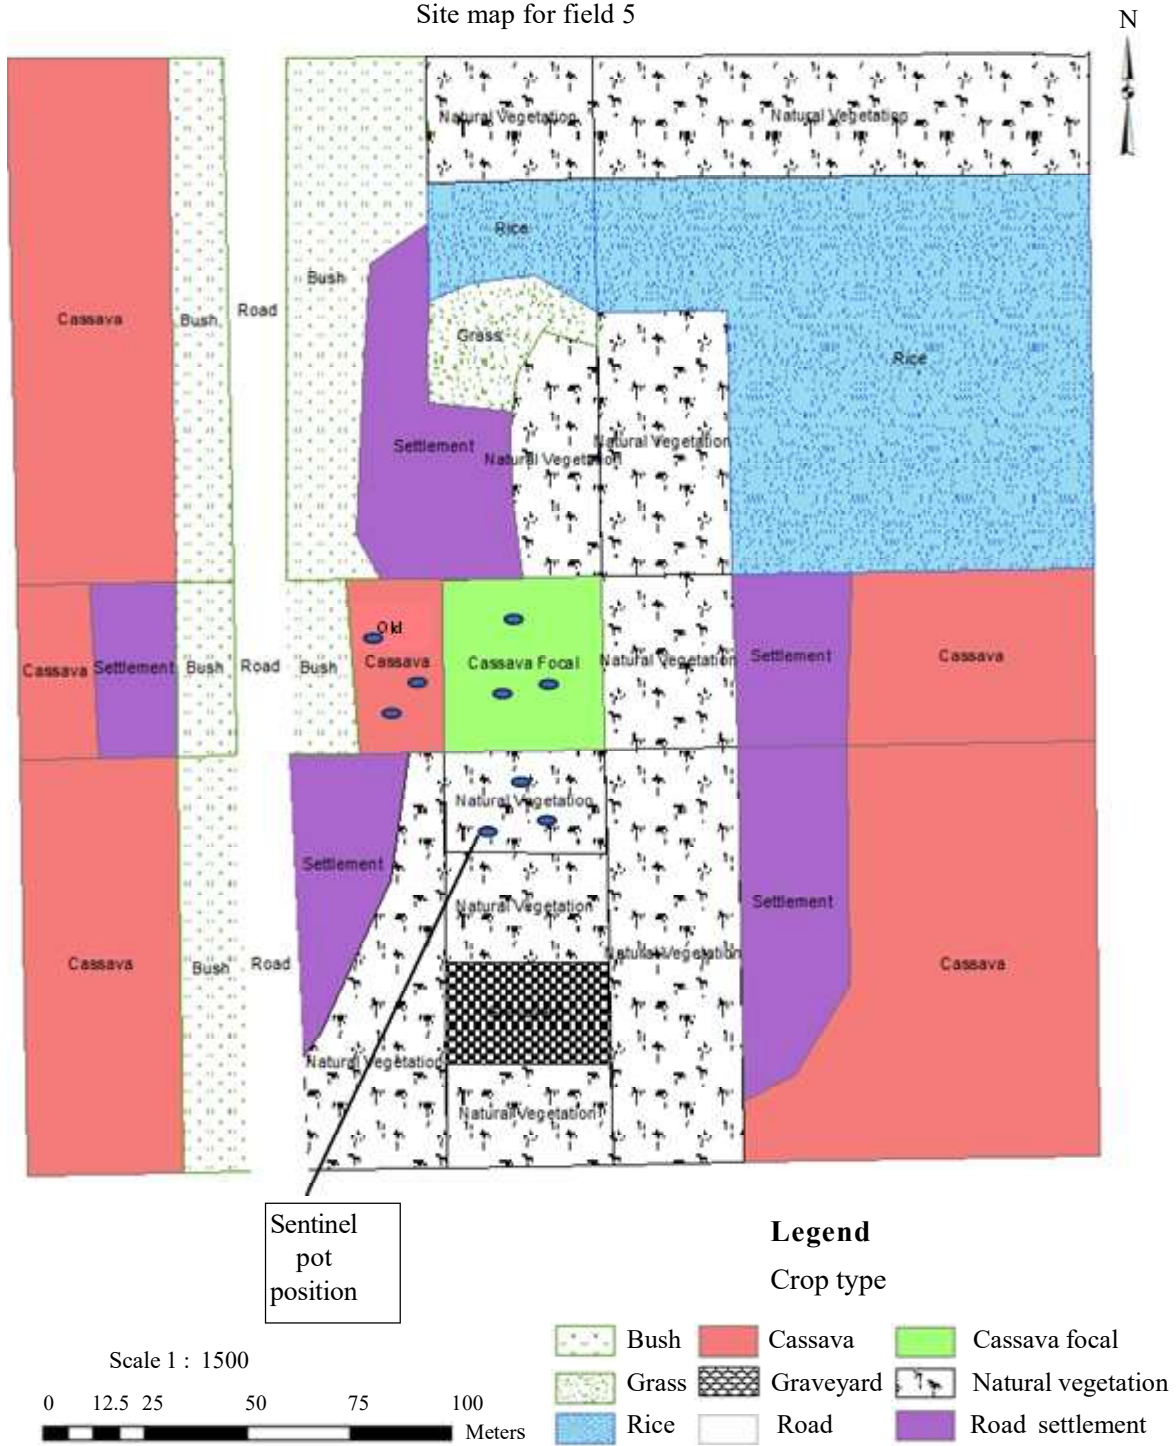 Site map for field 5
N
Natural Vegetation
Natural Vegetation
Rice
Bush
Road
Cassava
Bush
Grass
Rice
Settlement
Natural Vegetation
Natural Vegetation
Old
Cassava
Cassava Focal
Natural Vegetation
Settlement
Cassava
Cassava
Settlement
Bush
Road
Bush
Natural Vegetation
Settlement
Settlement
Natural Vegetation
Natural Vegetation
Cassava
Bush
Road
Cassava
Natural Vegetation
Natural Vegetation
Sentinel
pot
position
Legend
Crop type
Bush
Cassava
Cassava focal
Grass
Graveyard
Natural vegetation
Rice
Road
Road settlement
Scale 1 : 1500
0 12.5 25 50 75 100
Meters